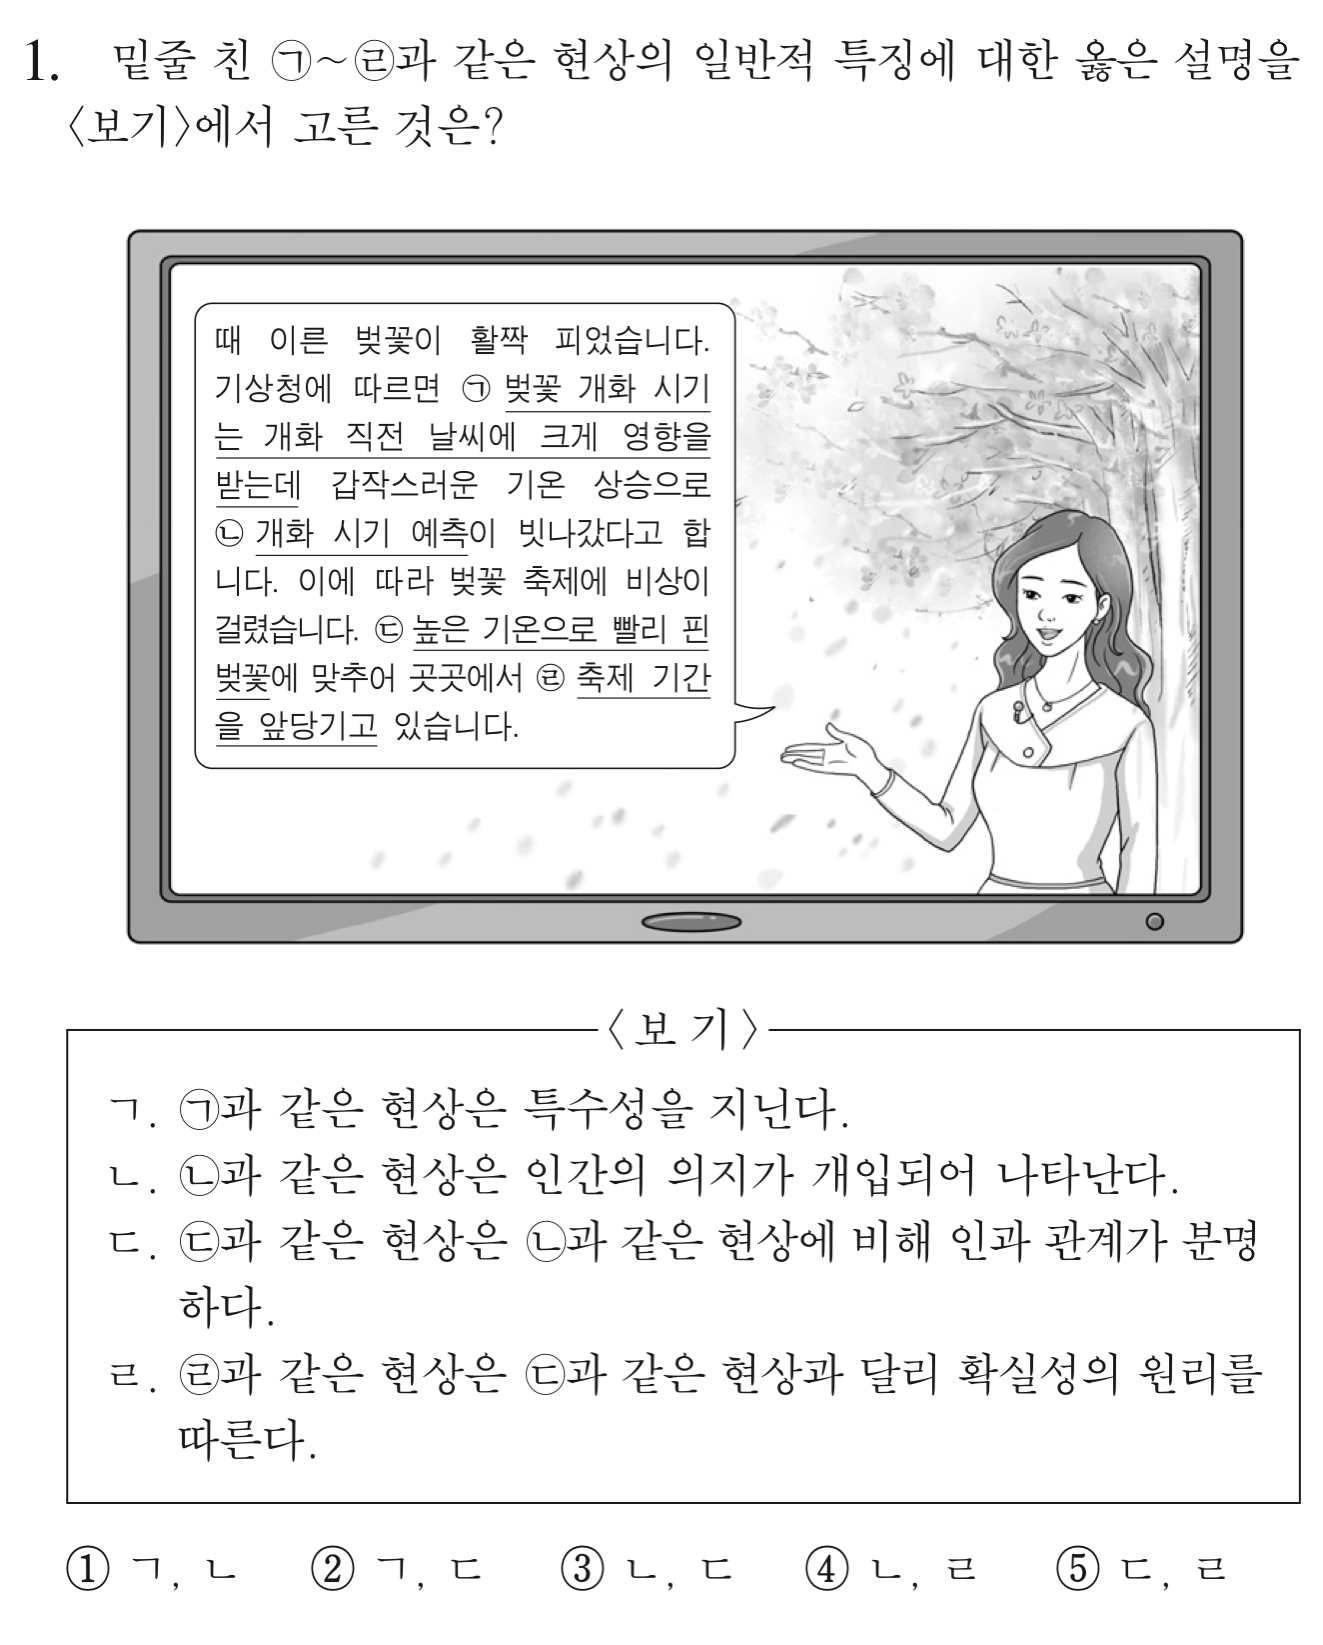 1. 밑줄 친 ㉠~㉣과 같은 현상의 일반적 특징에 대한 옳은 설명을
〈보기〉에서 고른 것은?
때 이른 벚꽃이 활짝 피었습니다.
기상청에 따르면 ㉠ 벚꽃 개화 시기
는 개화 직전 날씨에 크게 영향을
받는데 갑작스러운 기온 상승으로
㉡ 개화 시기 예측이 빗나갔다고 합
니다. 이에 따라 벚꽃 축제에 비상이
걸렸습니다. ㉢ 높은 기온으로 빨리 핀
벚꽃에 맞추어 곳곳에서 ㉣ 축제 기간
을 앞당기고 있습니다.
〈보기〉
ㄱ. ㉠과 같은 현상은 특수성을 지닌다.
ㄴ. ㉡과 같은 현상은 인간의 의지가 개입되어 나타난다.
ㄷ. ㉢과 같은 현상은 ㉡과 같은 현상에 비해 인과 관계가 분명
하다.
ㄹ. ㉣과 같은 현상은 ㉢과 같은 현상과 달리 확실성의 원리를
따른다.
① ㄱ, ㄴ ② ㄱ, ㄷ ③ ㄴ, ㄷ ④ ㄴ, ㄹ ⑤ ㄷ, ㄹ